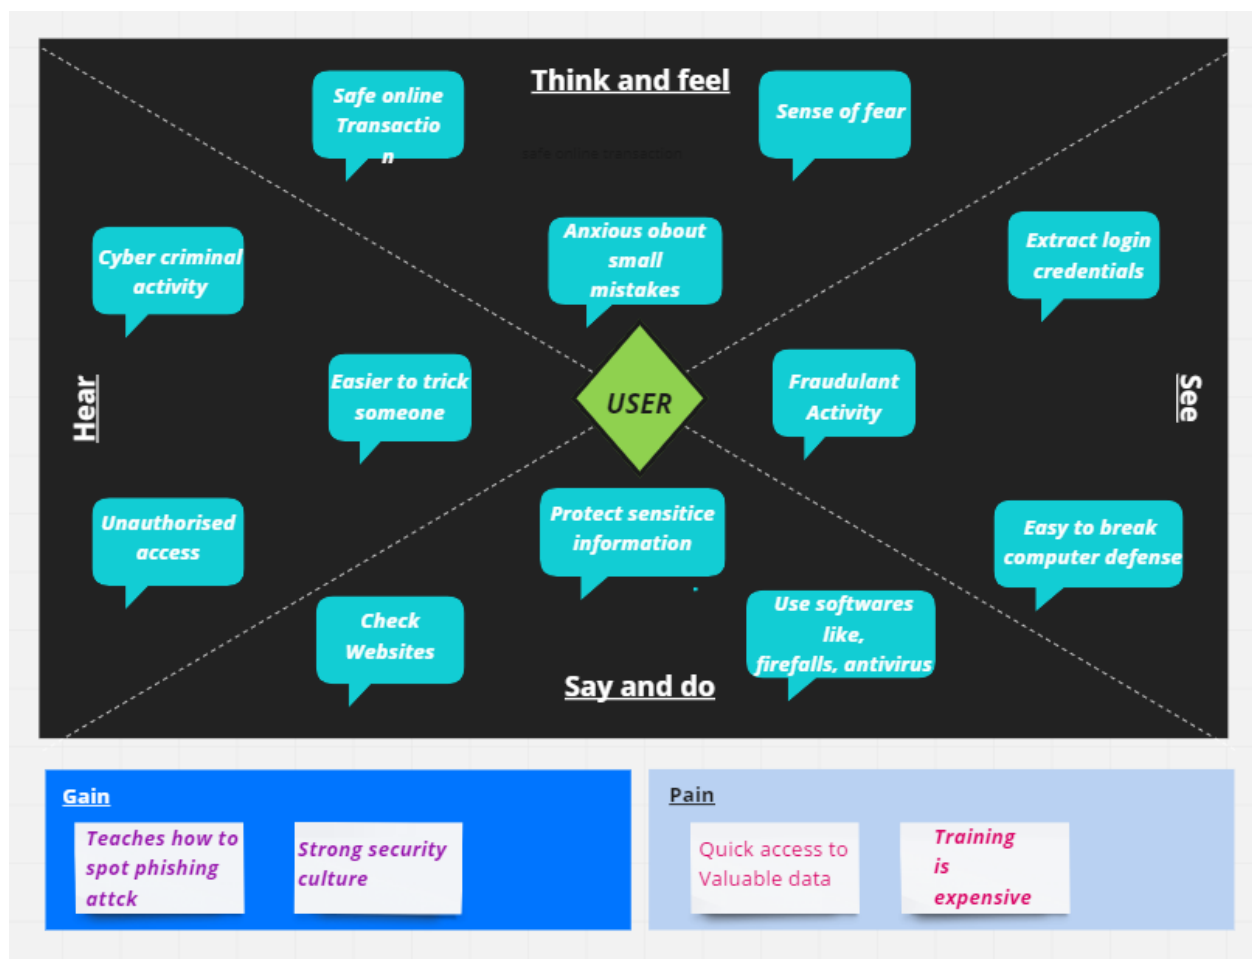 Think and feel
Safe online
Transactio
n
Sense of fear
safe online transection
Anxious obout
small
mistakes
Cyber criminal
activity
Extract login
credentials
Hear
Easier to trick
someone
USER
Fraudulant
Activity
See
Unauthorised
access
Protect sensitice
information
Easy to break
computer defense
Check
Websites
Use softwares
like,
firefalls, antivirus
Say and do
Gain
Teaches how to
spot phishing
attck
Strong security
culture
Pain
Quick access to
Valuable data
Training
is
expensive